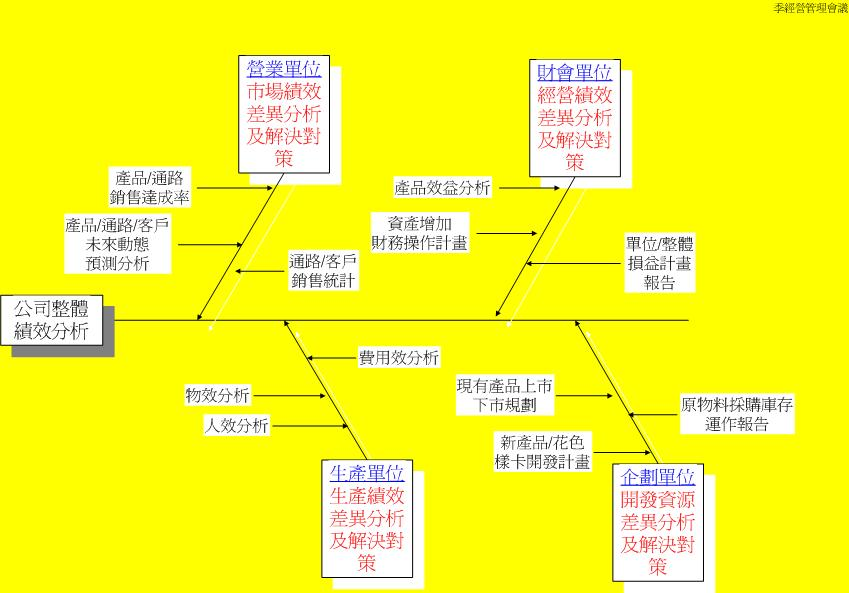 季經營管理會議
營業單位
市場績效
差異分析
及解決對
策
財會單位
經營績效
差異分析
及解決對
策
產品/通路
銷售達成率
產品/通路/客戶
未來動態
預測分析
通路/客戶
銷售統計
產品效益分析
資產增加
財務操作計畫
單位/整體
損益計畫
報告
公司整體
績效分析
費用效分析
物效分析
人效分析
現有產品上市
下市規劃
原物料採購庫存
運作報告
新產品/花色
樣卡開發計畫
生產單位
生產績效
差異分析
及解決對
策
企劃單位
開發資源
差異分析
及解決對
策